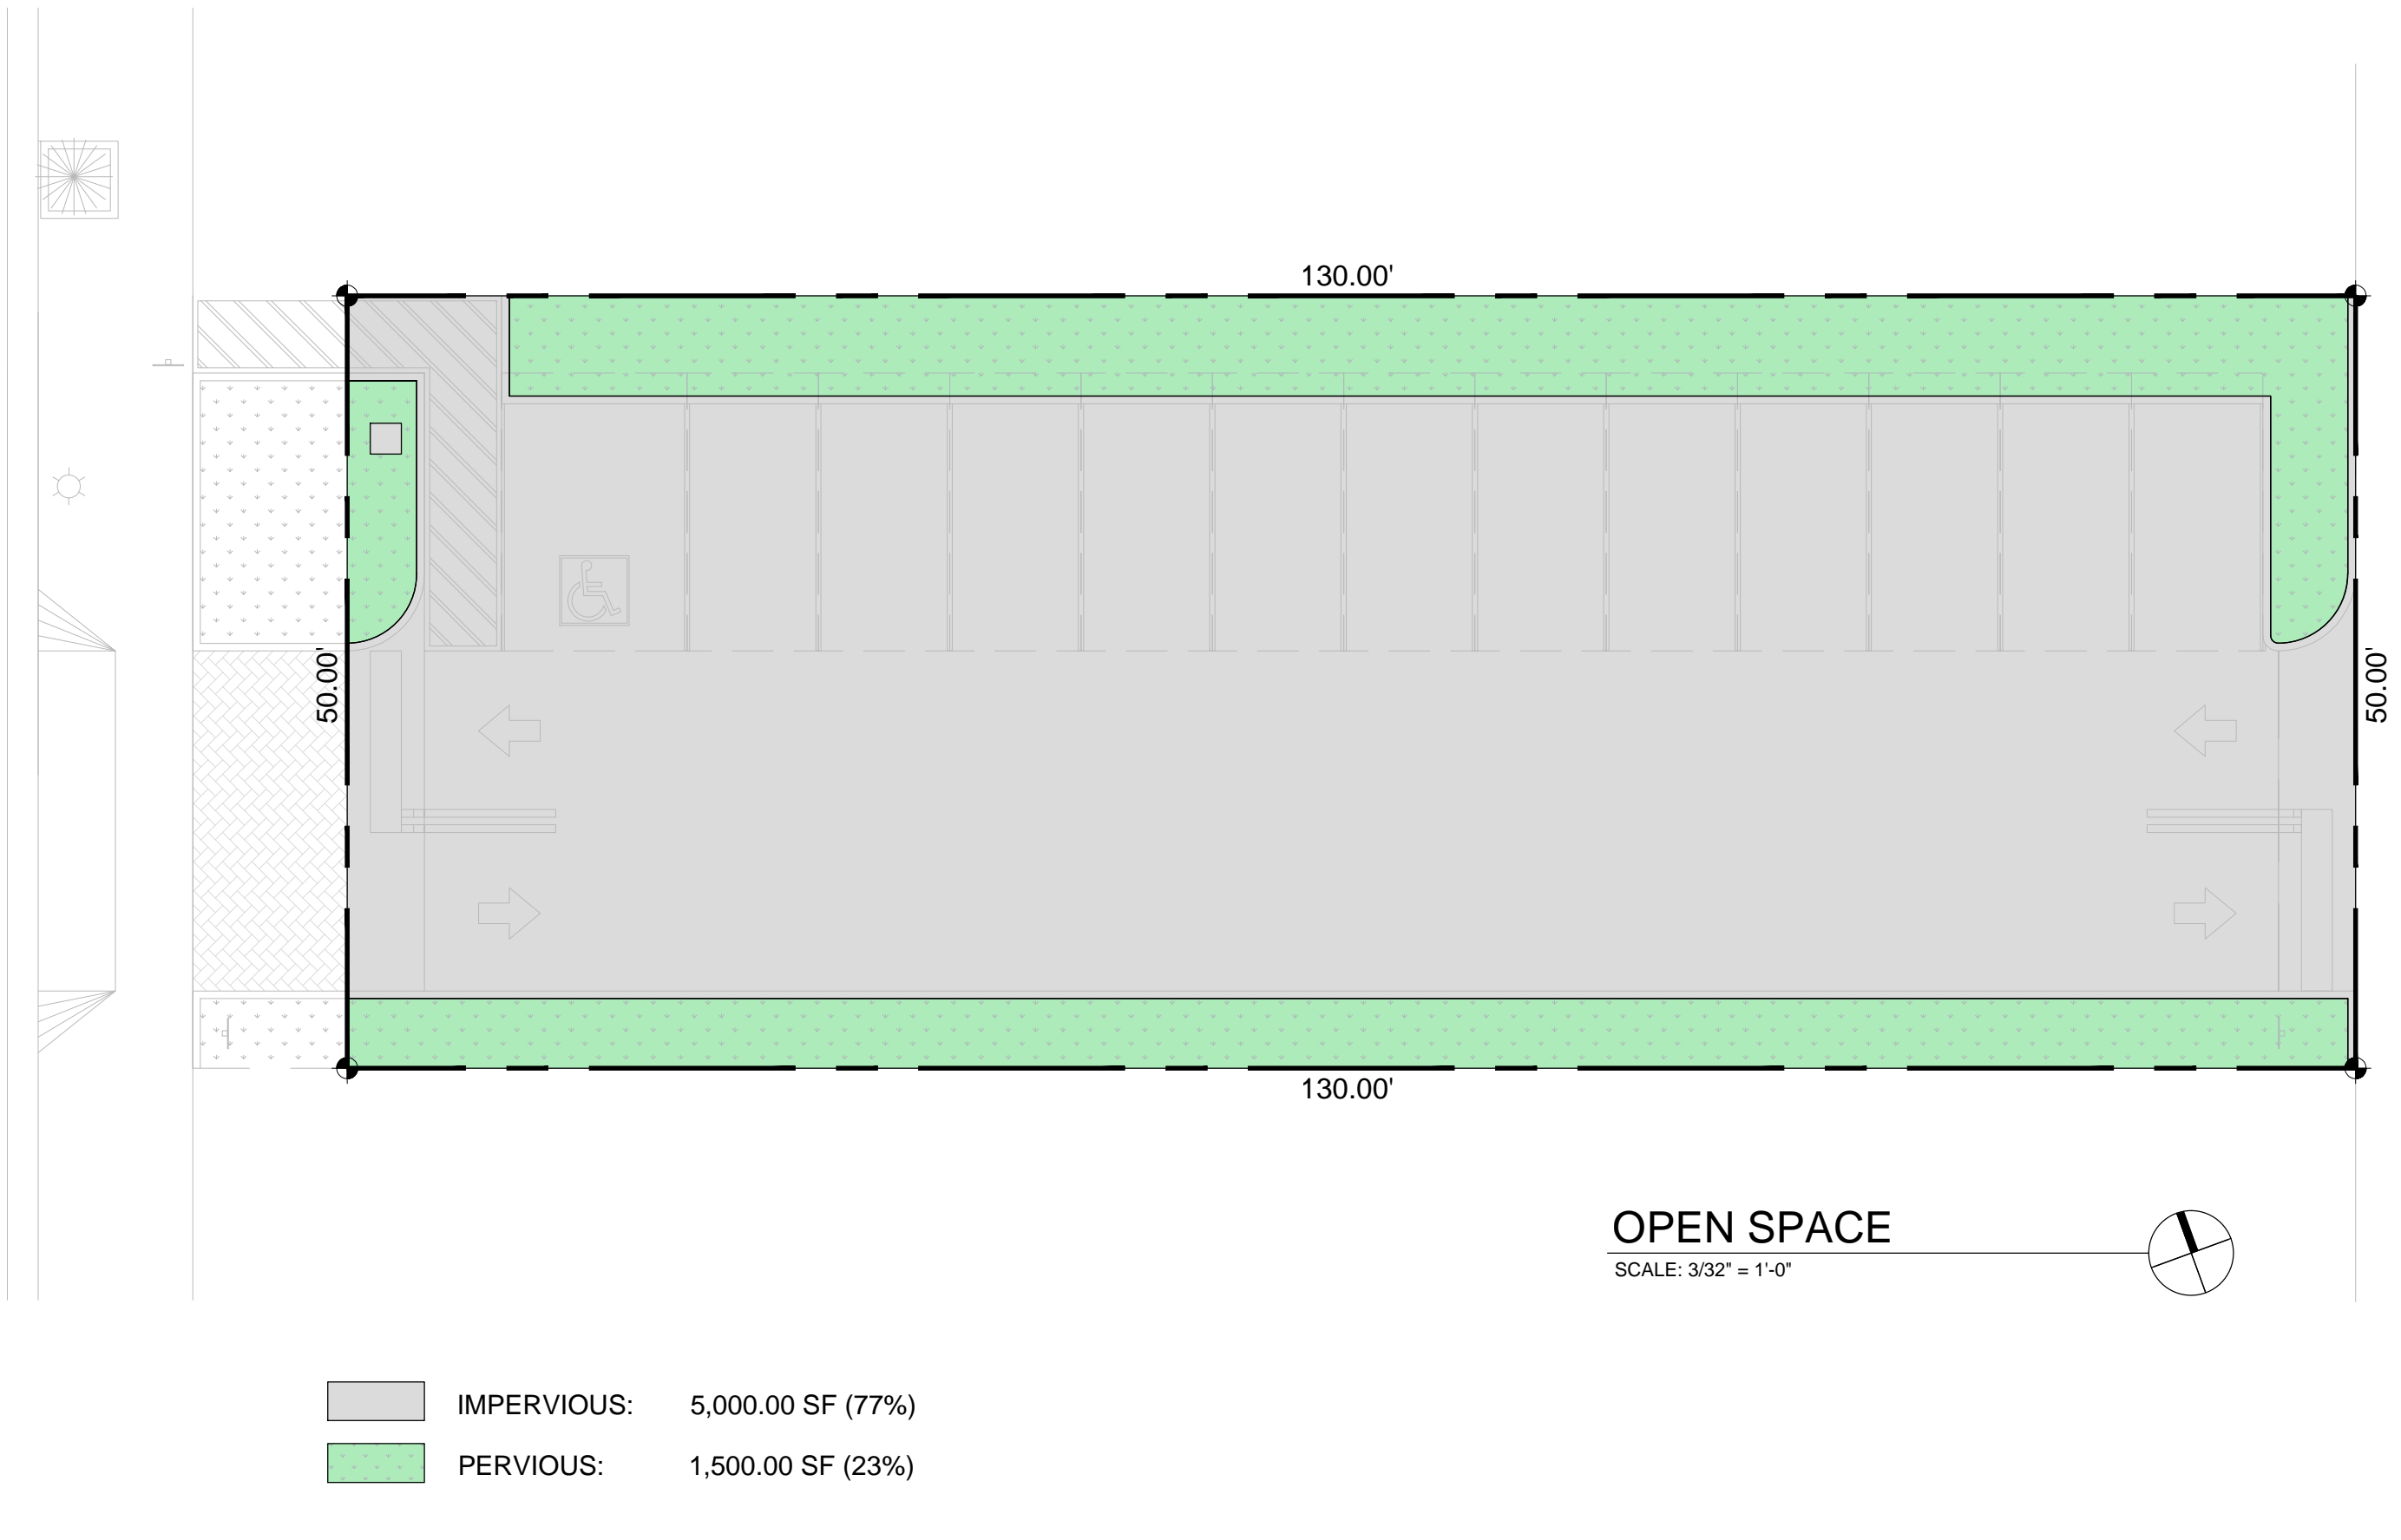 130.00'
50.00'
50.00'
130.00'
OPEN SPACE
SCALE: 3/32" = 1'-0"
IMPERVIOUS: 5,000.00 SF (77%)
PERVIOUS: 1,500.00 SF (23%)